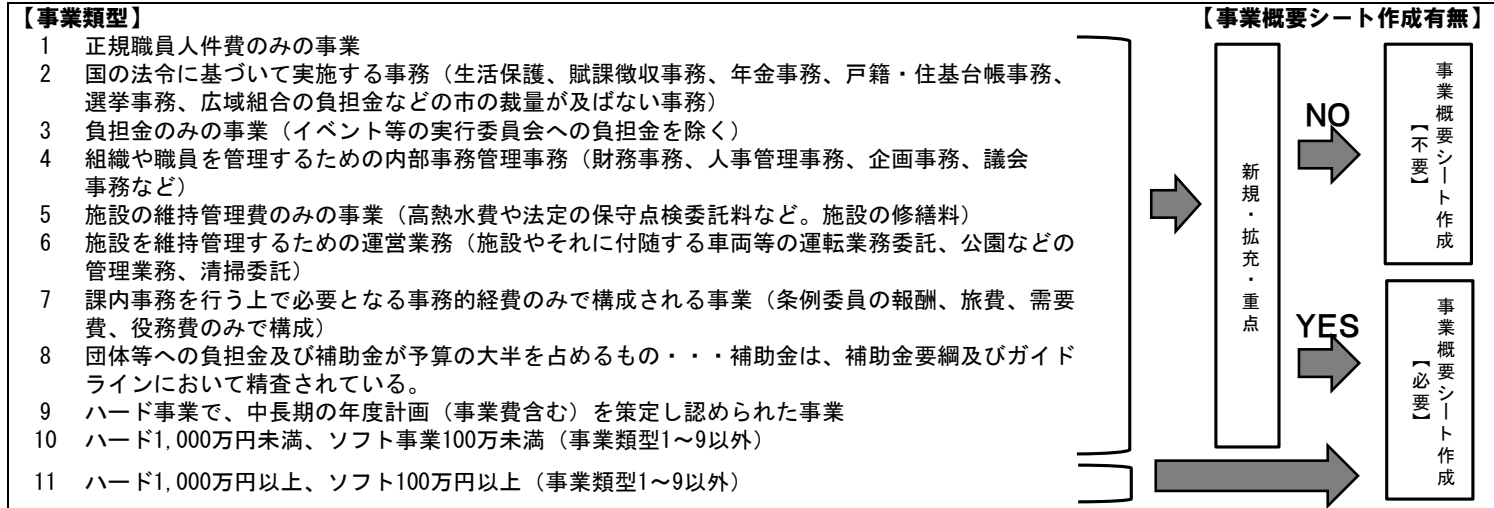 【事業類型】
【事業概要シート作成有無】
1 正規職員人件費のみの事業
2 国の法令に基づいて実施する事務（生活保護、賦課徴収事務、年金事務、戸籍・住基台帳事務、
選挙事務、広域組合の負担金などの市の裁量が及ばない事務）
3 負担金のみの事業（イベント等の実行委員会への負担金を除く）
4 組織や職員を管理するための内部事務管理事務（財務事務、人事管理事務、企画事務、議会
事務など）
5 施設の維持管理費のみの事業（高熱水費や法定の保守点検委託料など。施設の修繕料）
6 施設を維持管理するための運営業務（施設やそれに付随する車両等の運転業務委託、公園などの
管理業務、清掃委託）
7 課内事務を行う上で必要となる事務的経費のみで構成される事業（条例委員の報酬、旅費、需要
費、役務費のみで構成）
8 団体等への負担金及び補助金が予算の大半を占めるもの・・・補助金は、補助金要綱及びガイド
ラインにおいて精査されている。
9 ハード事業で、中長期の年度計画（事業費含む）を策定し認められた事業
10 ハード1,000万円未満、ソフト事業100万未満（事業類型1～9以外）
11 ハード1,000万円以上、ソフト100万円以上（事業類型1～9以外）
新規・拡充・重点
NO
事業概要シート作成
【不要】
YES
事業概要シート作成
【必要】